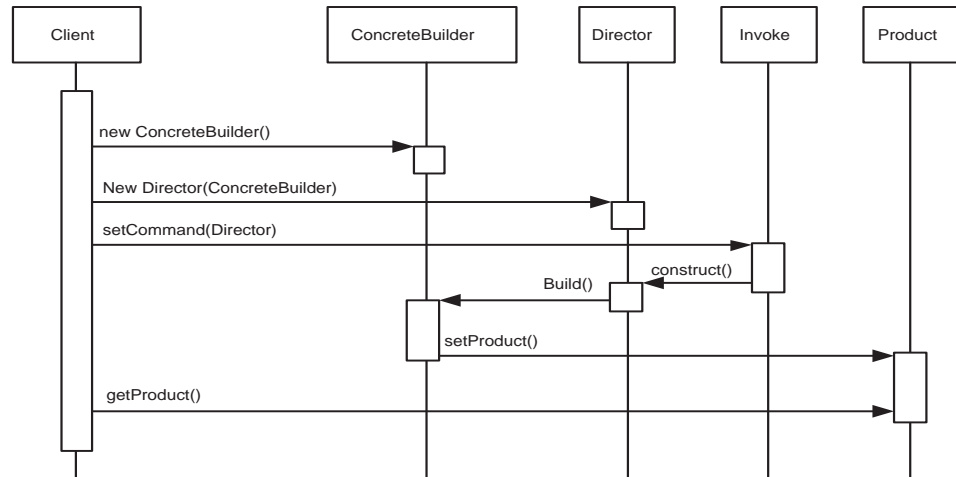 Client
ConcreteBuilder
Director
Invoke
Product
new ConcreteBuilder()
New Director(ConcreteBuilder)
setCommand(Director)
construct()
Build()
setProduct()
getProduct()